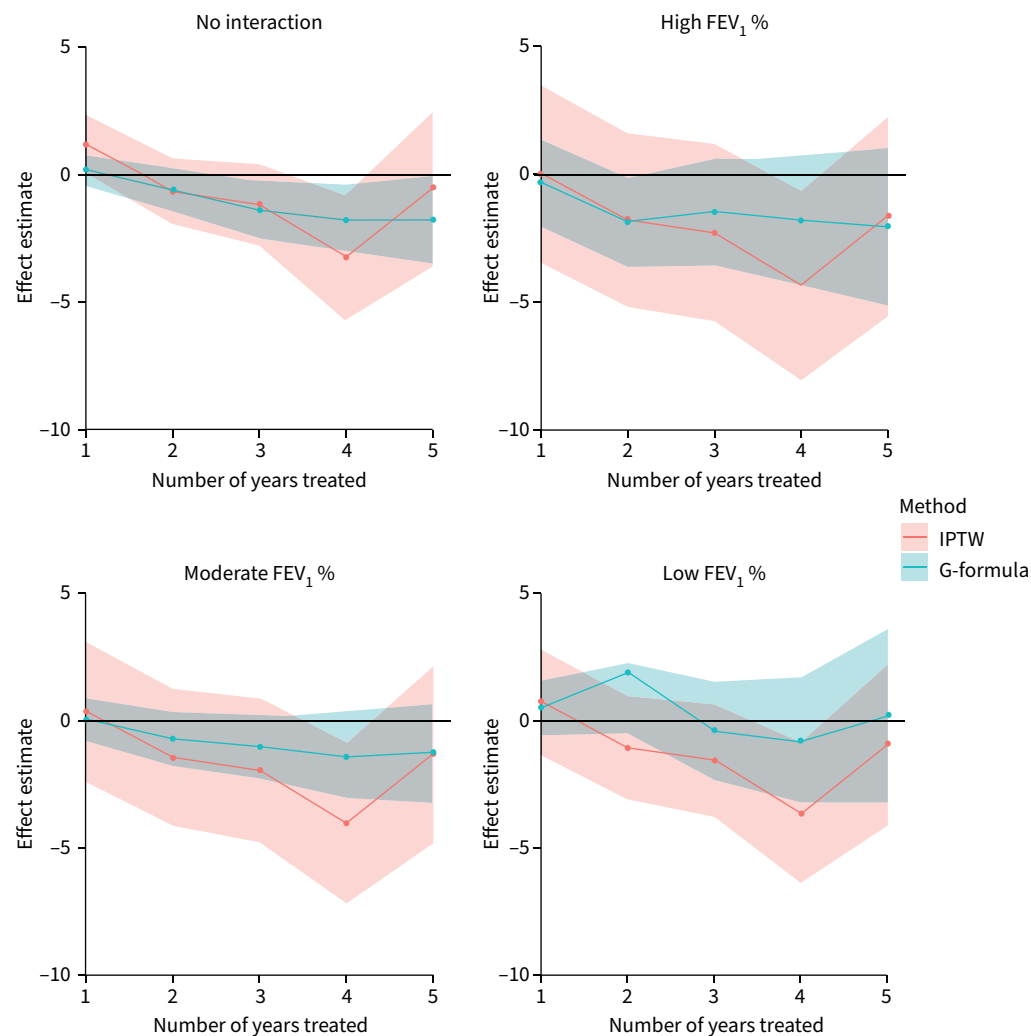 No interaction
5
0
–5
–10
Effect estimate
1 2 3 4 5
Number of years treated
High FEV₁ %
5
0
–5
–10
Effect estimate
1 2 3 4 5
Number of years treated
Method
IPTW
G-formula
Moderate FEV₁ %
5
0
–5
–10
Effect estimate
1 2 3 4 5
Number of years treated
Low FEV₁ %
5
0
–5
–10
Effect estimate
1 2 3 4 5
Number of years treated